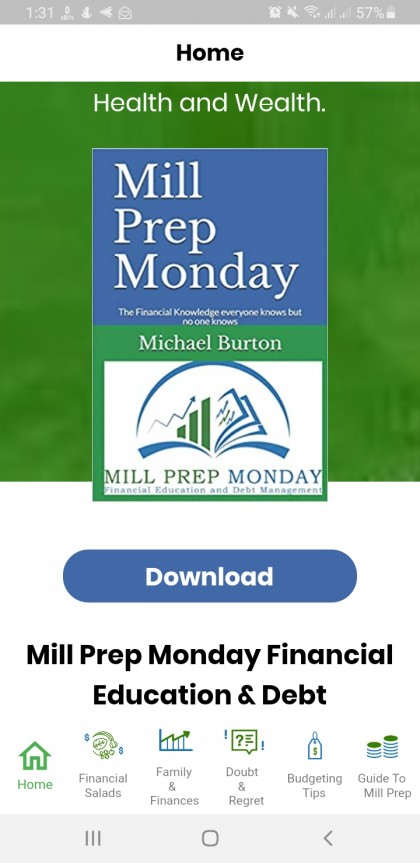 1:31
57%
Home
Health and Wealth.
Mill
Prep
Monday
The Financial Knowledge everyone knows but
no one knows
Michael Burton
MILL PREP MONDAY
Financial Education and Debt Management
Download
Mill Prep Monday Financial
Education & Debt
Home
Financial
Salads
Family
&
Finances
Doubt
&
Regret
Budgeting
Tips
Guide To
Mill Prep